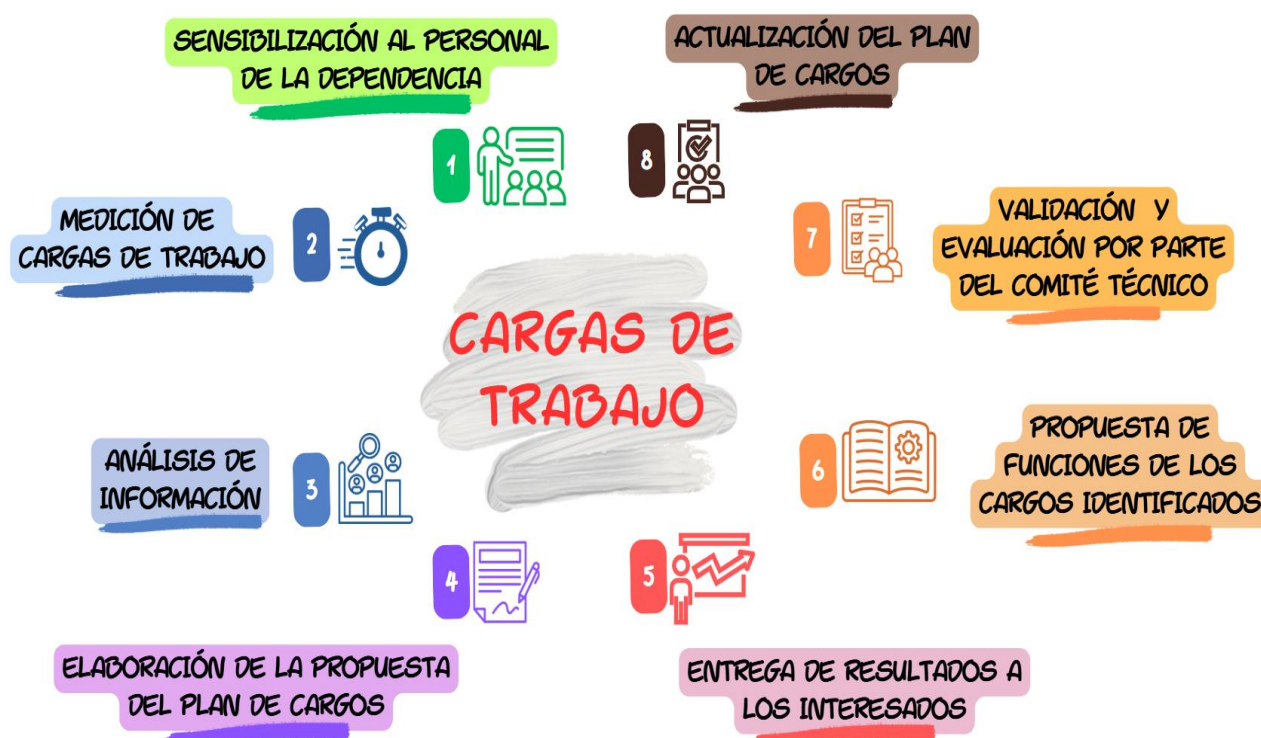 CARGAS DE
TRABAJO
1
SENSIBILIZACIÓN AL PERSONAL
DE LA DEPENDENCIA
2
MEDICIÓN DE
CARGAS DE TRABAJO
3
ANÁLISIS DE
INFORMACIÓN
4
ELABORACIÓN DE LA PROPUESTA
DEL PLAN DE CARGOS
5
ENTREGA DE RESULTADOS A
LOS INTERESADOS
6
PROPUESTA DE
FUNCIONES DE LOS
CARGOS IDENTIFICADOS
7
VALIDACIÓN Y
EVALUACIÓN POR PARTE
DEL COMITÉ TÉCNICO
8
ACTUALIZACIÓN DEL PLAN
DE CARGOS